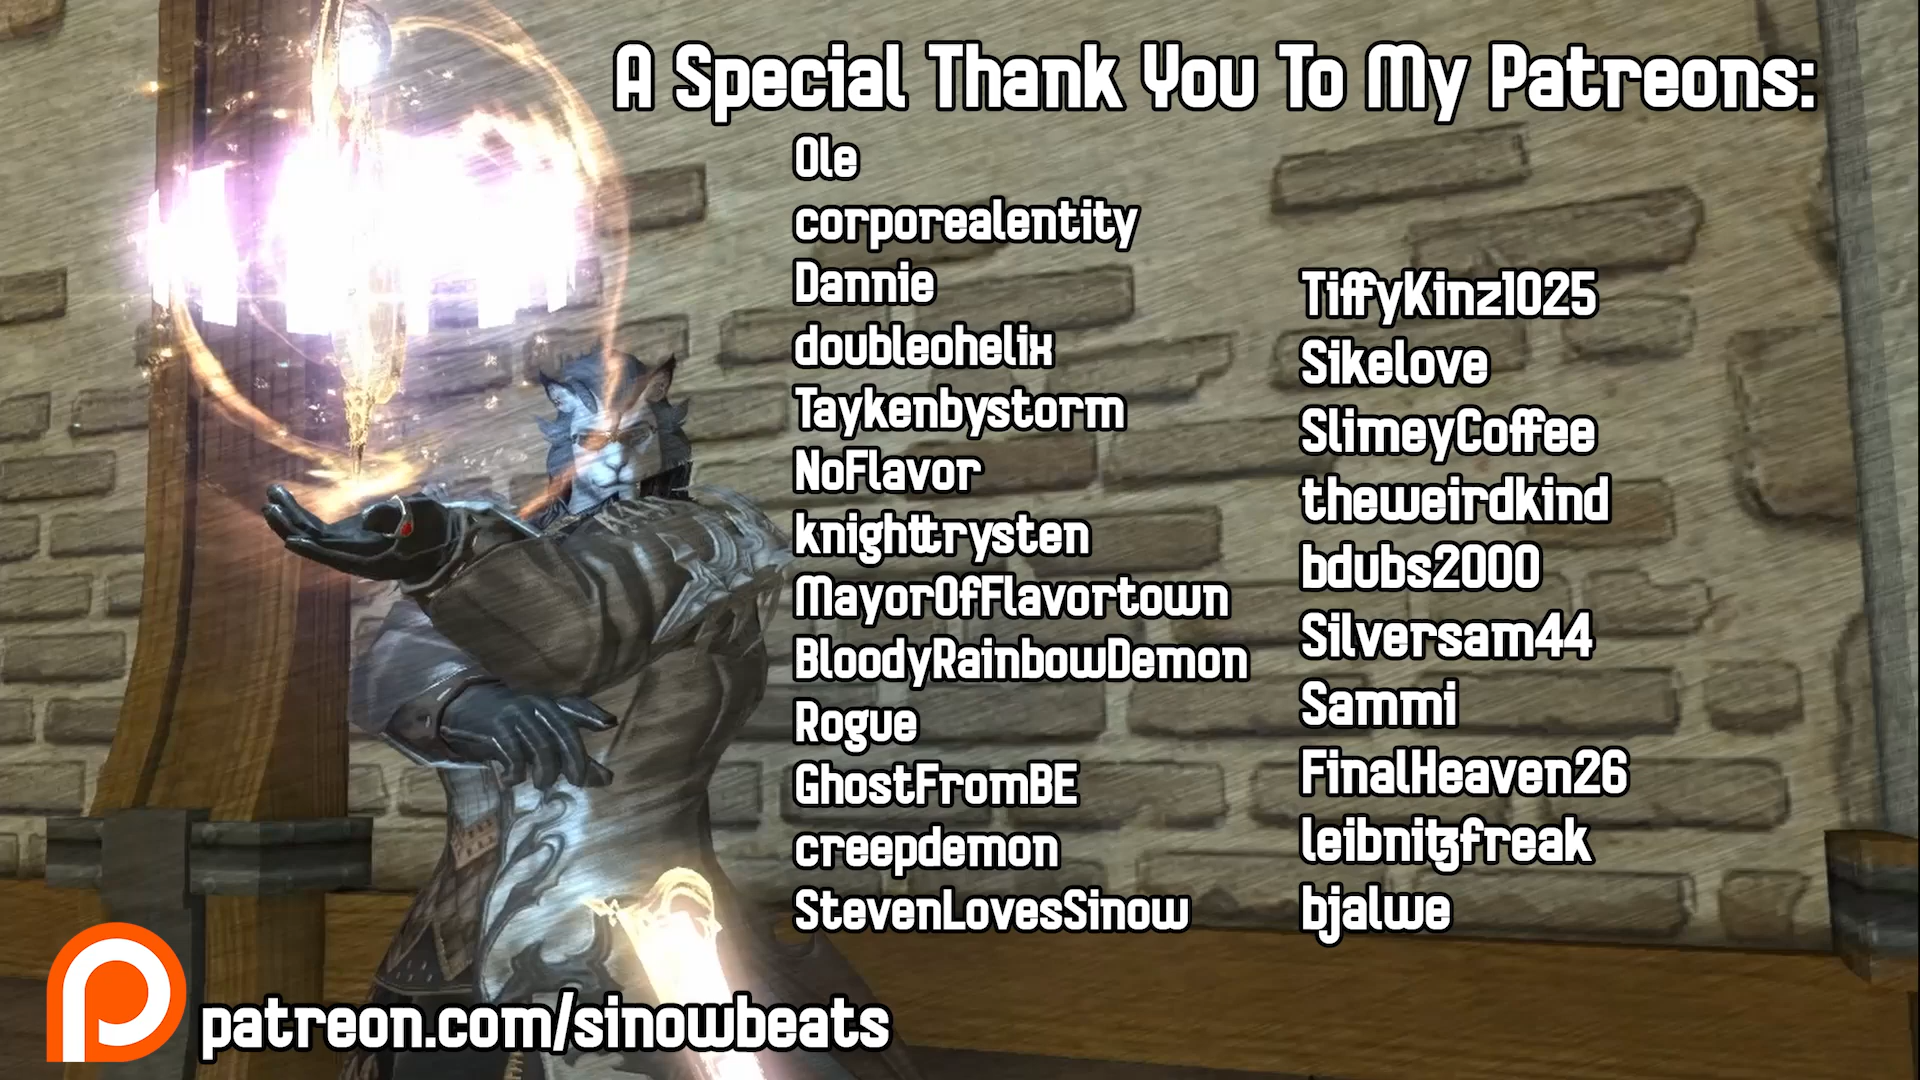 A Special Thank You To My Patreons:
Ole
corporealentity
Dannie
doubleohelix
Taykenbystorm
NoFlavor
knighttrysten
MayorOfFlavortown
BloodyRainbowDemon
Rogue
GhostFromBE
creepdemon
StevenLovesSinow
TiffyKinz1025
Sikelove
SlimeyCoffee
theweirdkind
bdubs2000
Silversam44
Sammi
FinalHeaven26
leibnitzfreak
bjalwe
patreon.com/sinowbeats